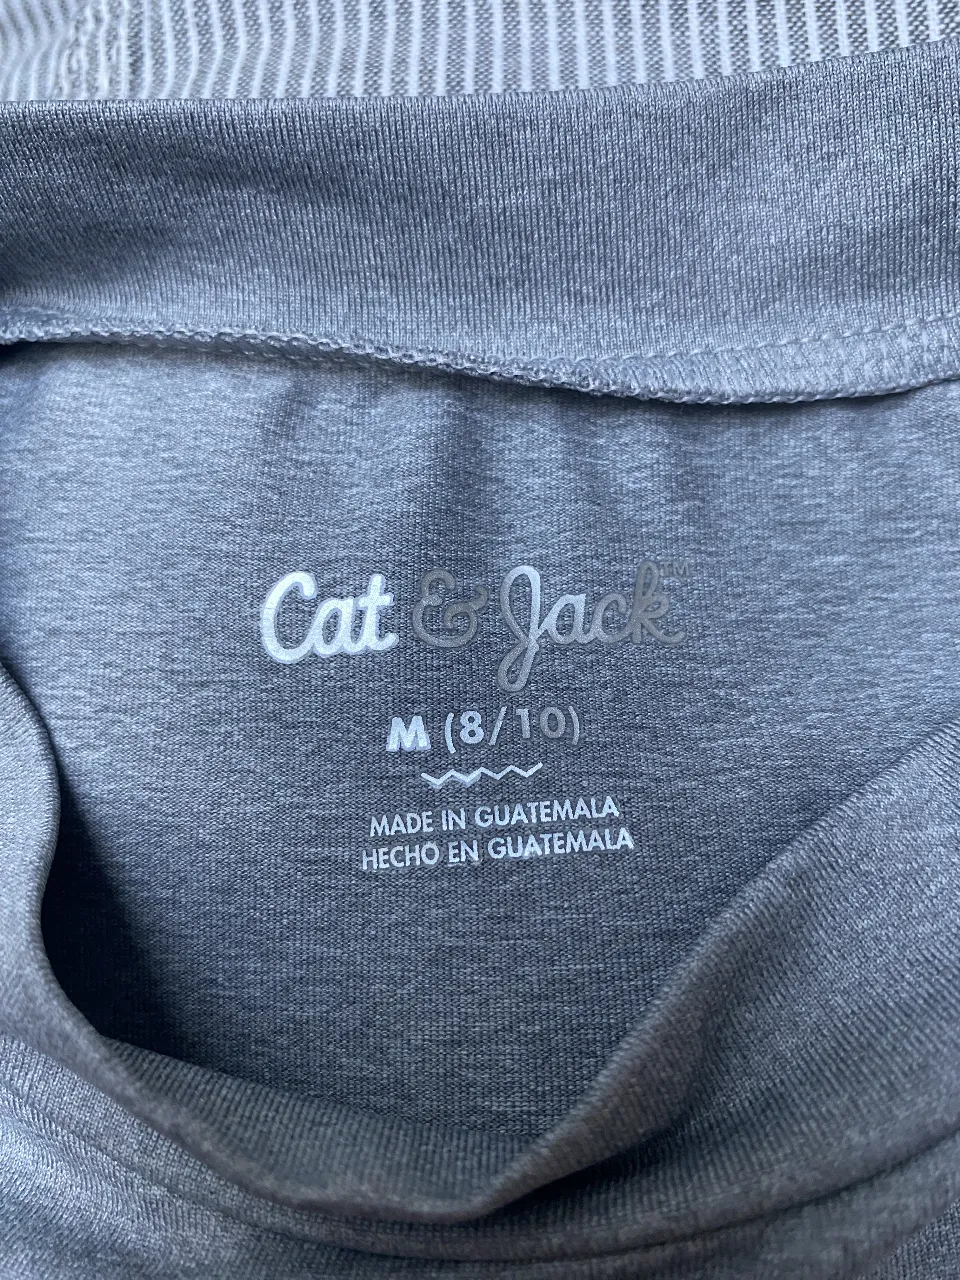 Cat & Jack™
M (8/10)
MADE IN GUATEMALA
HECHO EN GUATEMALA